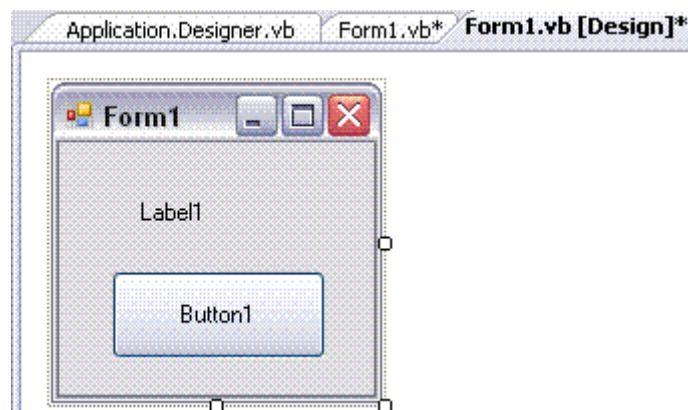 Application.Designer.vb Form1.vb* Form1.vb [Design]*
Form1
Label1
Button1